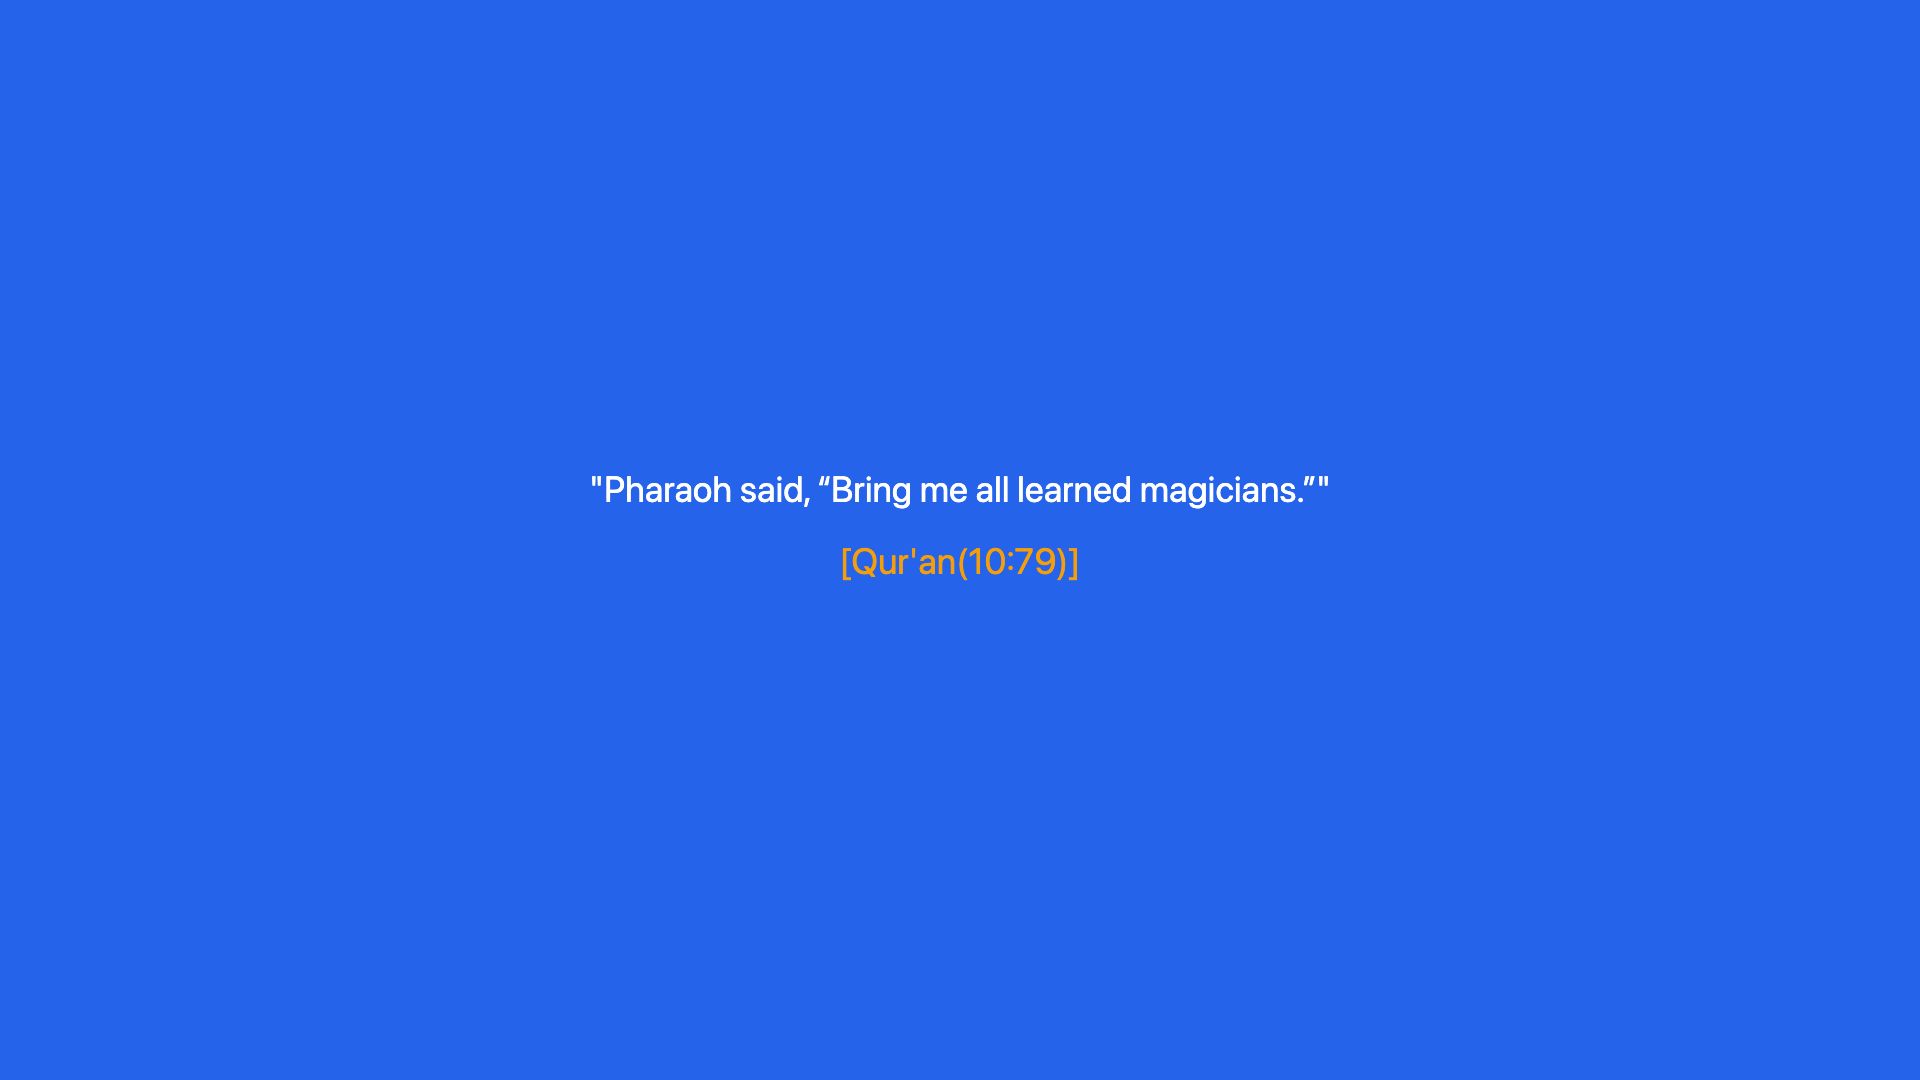 "Pharaoh said, “Bring me all learned magicians.”"
[Qur'an(10:79)]